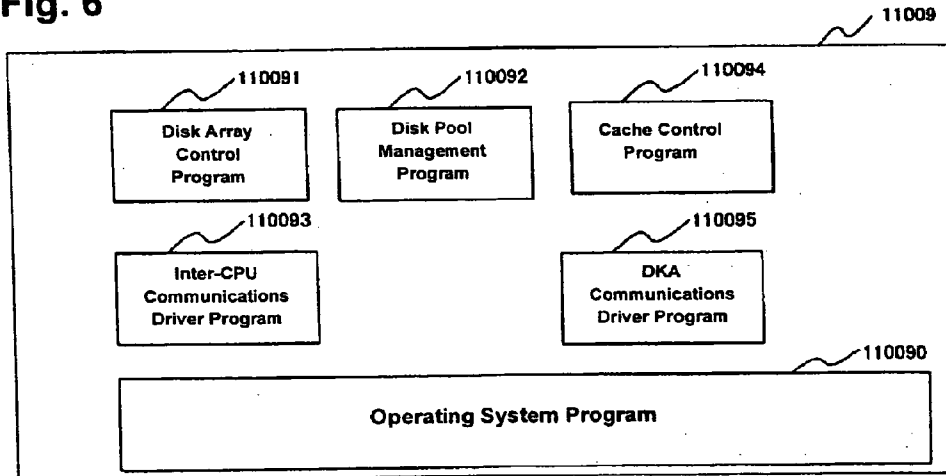 Fig. 6
11009
110091
110092
110094
Disk Array
Control
Program
Disk Pool
Management
Program
Cache Control
Program
110093
110095
Inter-CPU
Communications
Driver Program
DKA
Communications
Driver Program
110090
Operating System Program